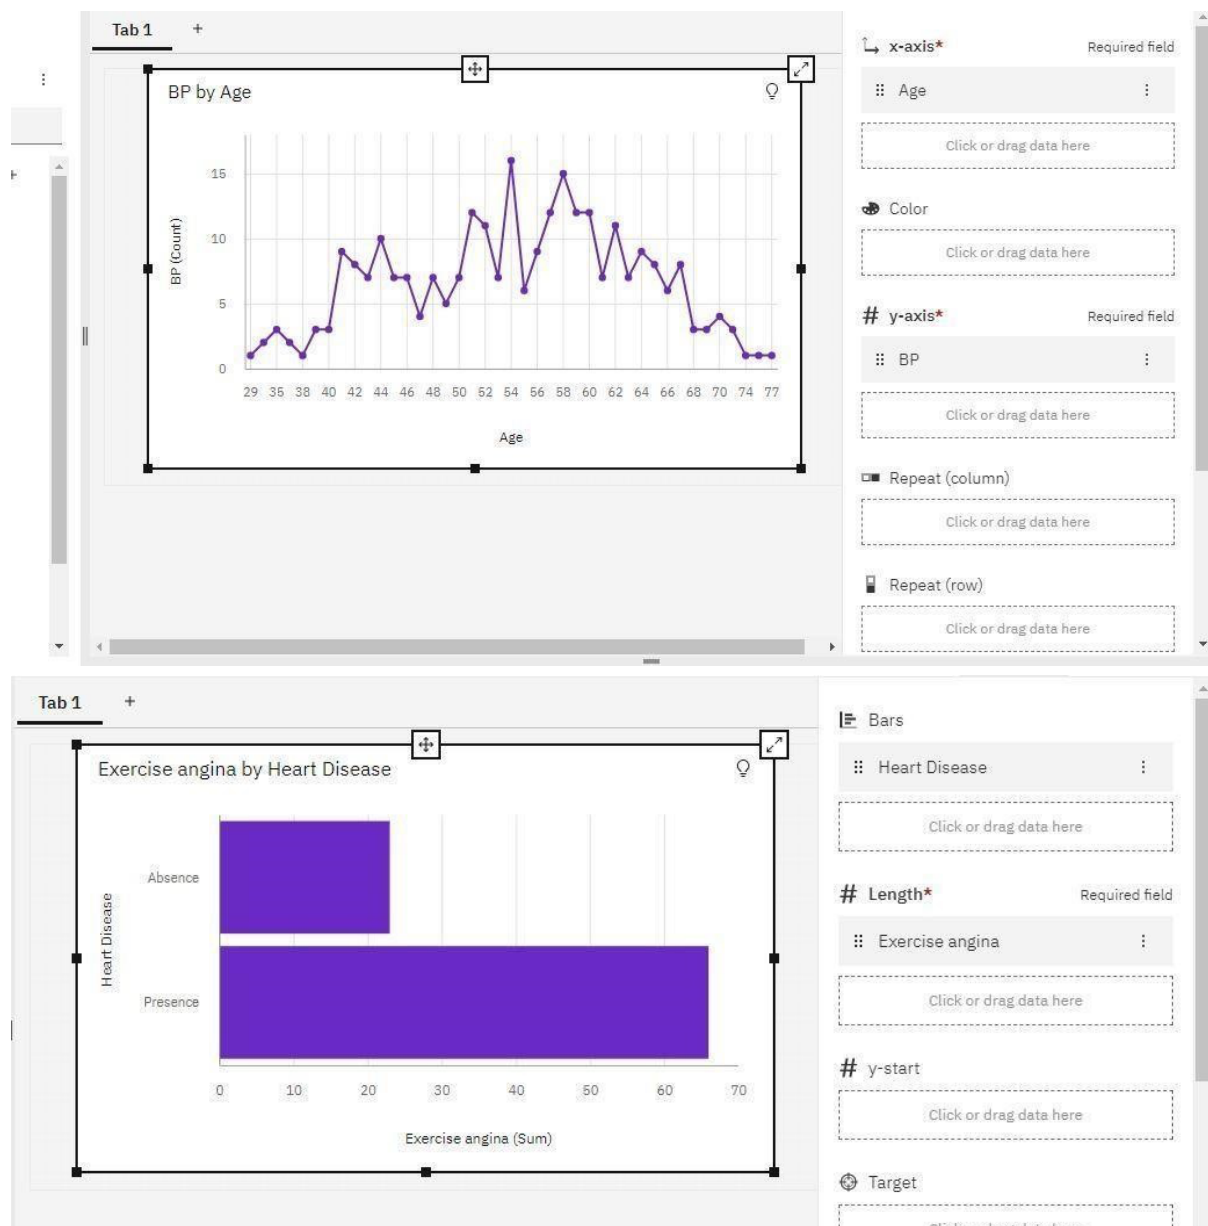 Tab 1 +
BP by Age
15
10
5
0
BP (Count)
29 35 38 40 42 44 46 48 50 52 54 56 58 60 62 64 66 68 70 74 77
Age
x-axis* Required field
Age
Click or drag data here
Color
Click or drag data here
# y-axis* Required field
BP
Click or drag data here
Repeat (column)
Click or drag data here
Repeat (row)
Click or drag data here
Tab 1 +
Exercise angina by Heart Disease
Heart Disease
Absence
Presence
0 10 20 30 40 50 60 70
Exercise angina (Sum)
Bars
Heart Disease
Click or drag data here
# Length* Required field
Exercise angina
Click or drag data here
# y-start
Click or drag data here
Target